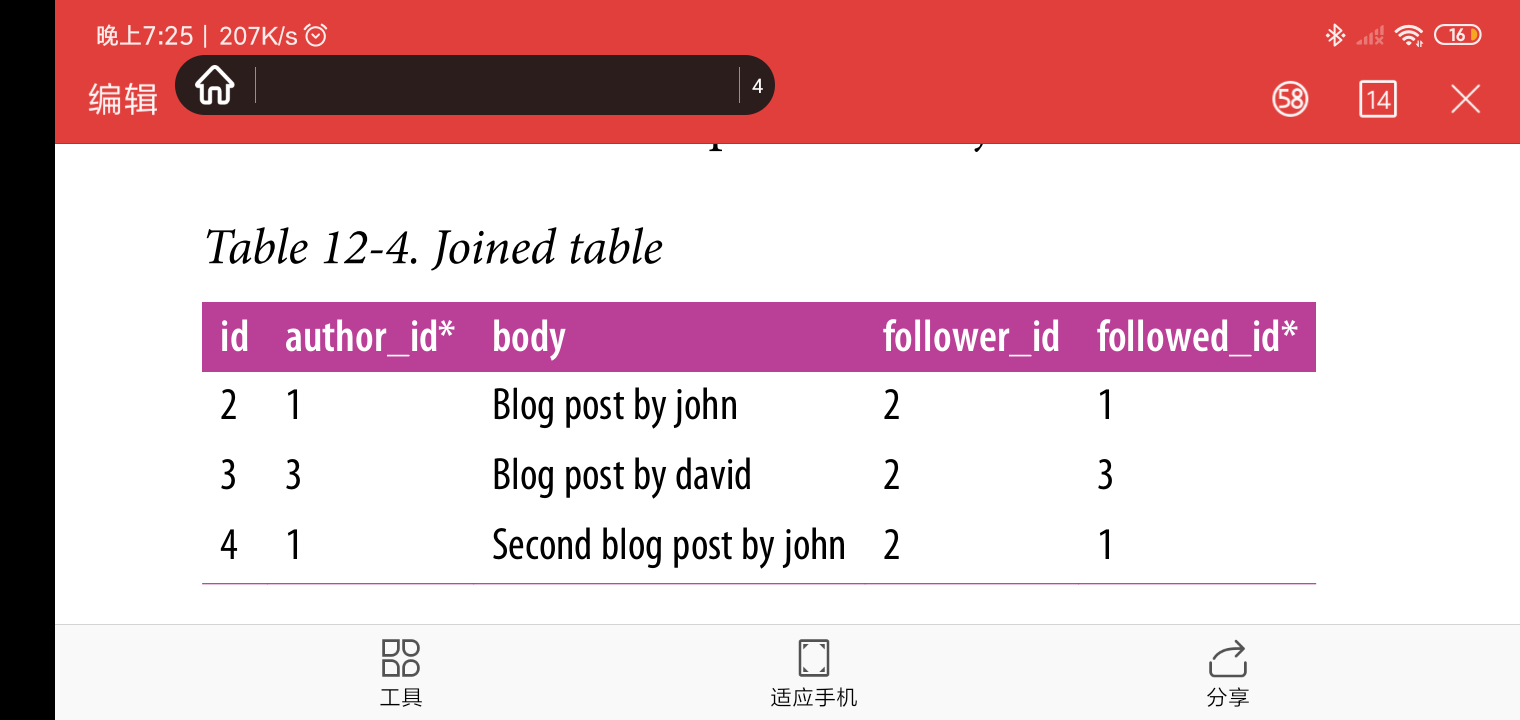 晚上7:25 | 207K/s
16
编辑
4
58
14
Table 12-4. Joined table
id author_id* body follower_id followed_id*
2 1 Blog post by john 2 1
3 3 Blog post by david 2 3
4 1 Second blog post by john 2 1
工具 适应手机 分享